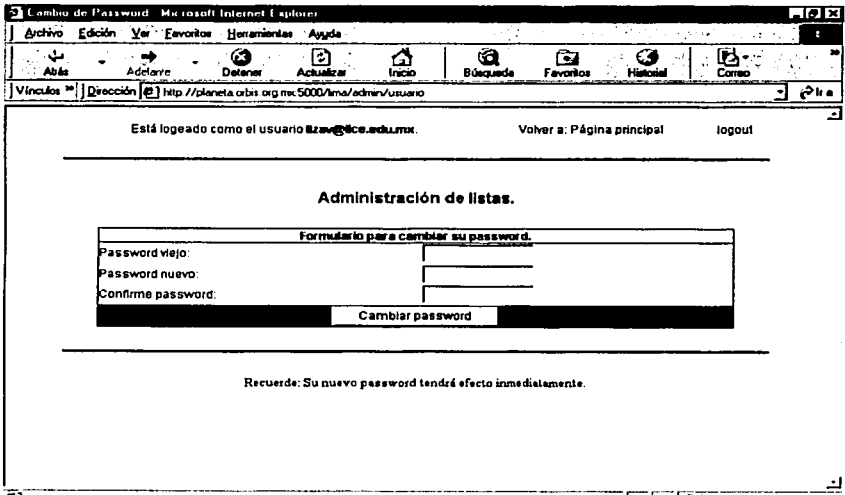 Cambio de Password Microsoft Internet Explorer
Archivo Edición Ver Favoritos Herramientas Ayuda
Atrás Adelante Detener Actualizar Inicio Búsqueda Favoritos Historial Correo
Vínculos » Dirección http://planeta.orbis.org.mx:5000/lima/admin/usuario Ir a
Está logeado como el usuario Volver a: Página principal logout
Administración de listas.
Formulario para cambiar su password.
Password viejo:
Password nuevo:
Confirme password:
Cambiar password
Recuerde: Su nuevo password tendrá efecto inmediatamente.